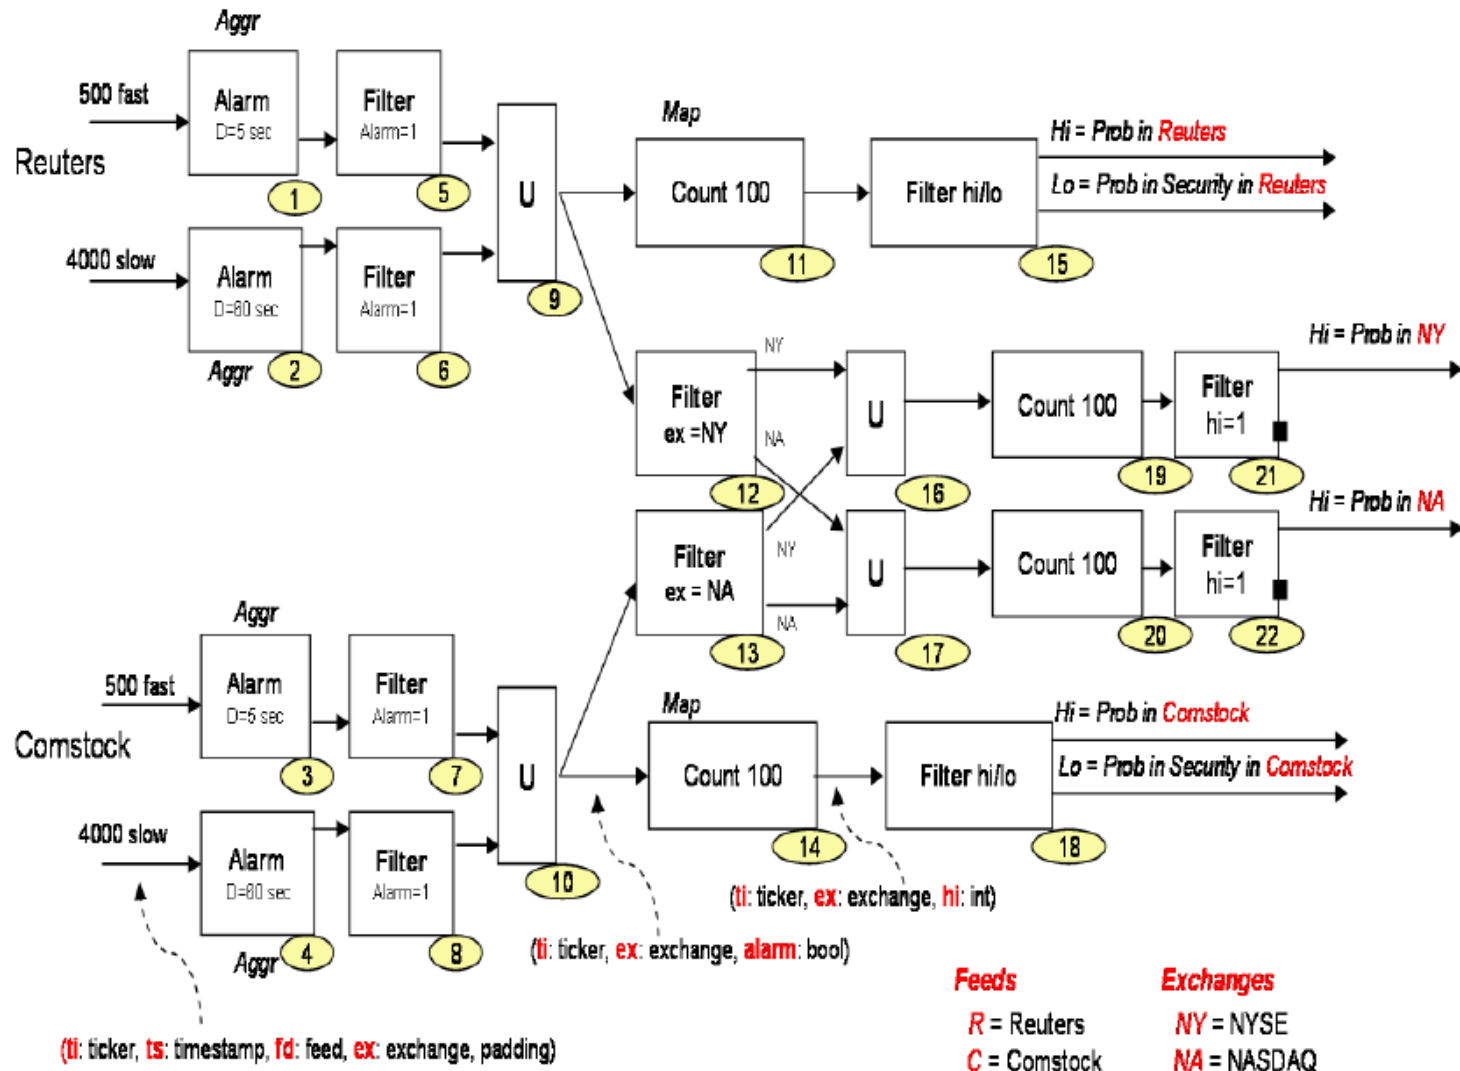 Aggr
500 fast
Alarm
D=5 sec
1
Filter
Alarm=1
5
Reuters
4000 slow
Alarm
D=60 sec
2
Aggr
Filter
Alarm=1
6
U
9
Map
Count 100
11
Filter hi/lo
15
Hi = Prob in Reuters
Lo = Prob in Security in Reuters
Filter
ex =NY
12
NY
NA
U
16
Count 100
19
Filter
hi=1
21
Hi = Prob in NY
Filter
ex = NA
13
NY
NA
U
17
Count 100
20
Filter
hi=1
22
Hi = Prob in NA
Aggr
500 fast
Alarm
D=5 sec
3
Filter
Alarm=1
7
Comstock
4000 slow
Alarm
D=60 sec
4
Aggr
Filter
Alarm=1
8
U
10
Map
Count 100
14
Filter hi/lo
18
Hi = Prob in Comstock
Lo = Prob in Security in Comstock
(ti: ticker, ex: exchange, hi: int)
(ti: ticker, ex: exchange, alarm: bool)
(ti: ticker, ts: timestamp, fd: feed, ex: exchange, padding)
Feeds
R = Reuters
C = Comstock
Exchanges
NY = NYSE
NA = NASDAQ